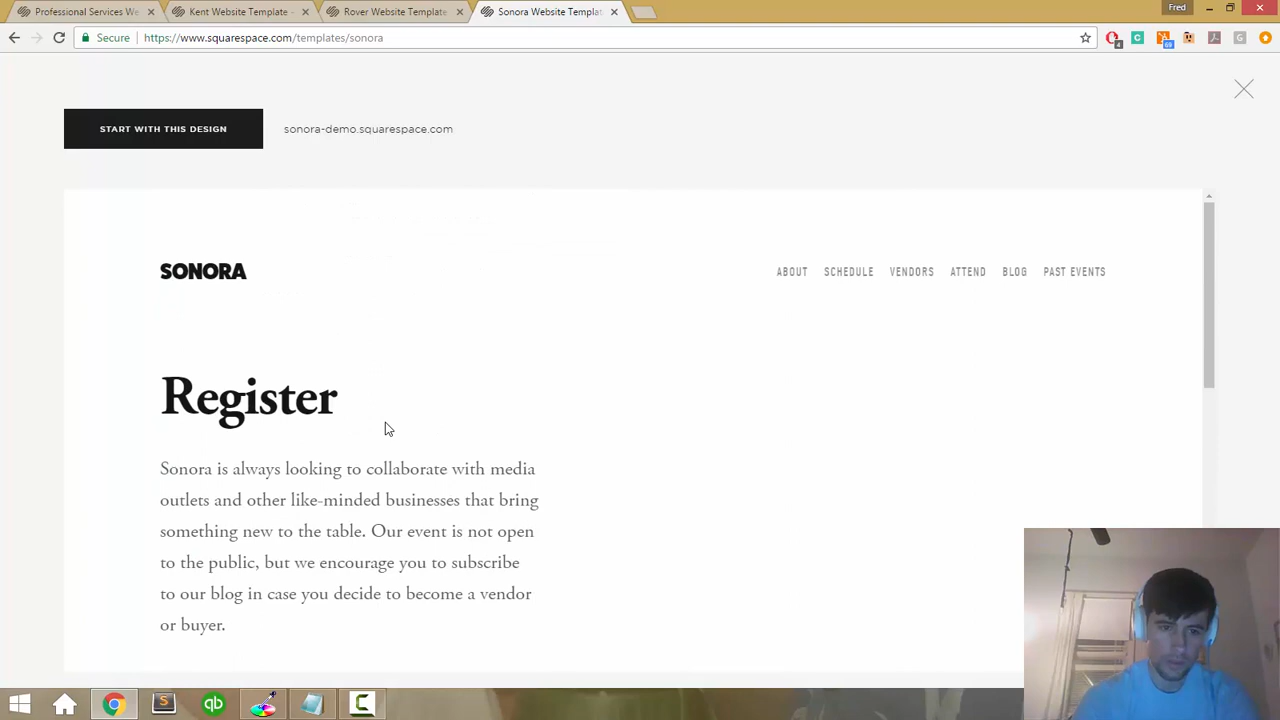 Professional Services We
Kent Website Template -
Rover Website Template
Sonora Website Templat
Fred
Secure
https://www.squarespace.com/templates/sonora
4
69
START WITH THIS DESIGN
sonora-demo.squarespace.com
SONORA
ABOUT SCHEDULE VENDORS ATTEND BLOG PAST EVENTS
Register
Sonora is always looking to collaborate with media
outlets and other like-minded businesses that bring
something new to the table. Our event is not open
to the public, but we encourage you to subscribe
to our blog in case you decide to become a vendor
or buyer.